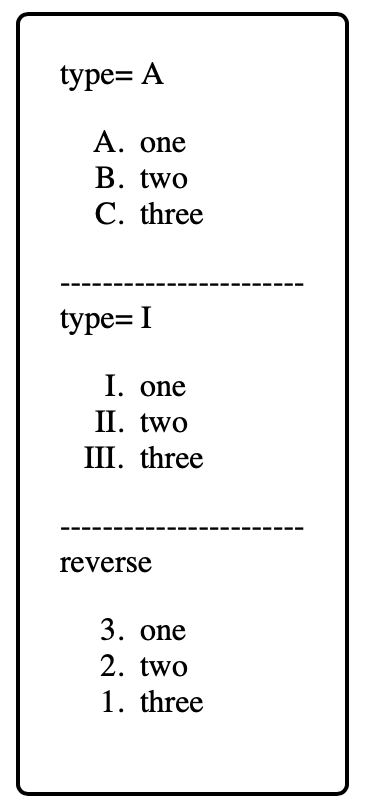 type= A
A. one
B. two
C. three
-----------------------
type= I
I. one
II. two
III. three
-----------------------
reverse
3. one
2. two
1. three